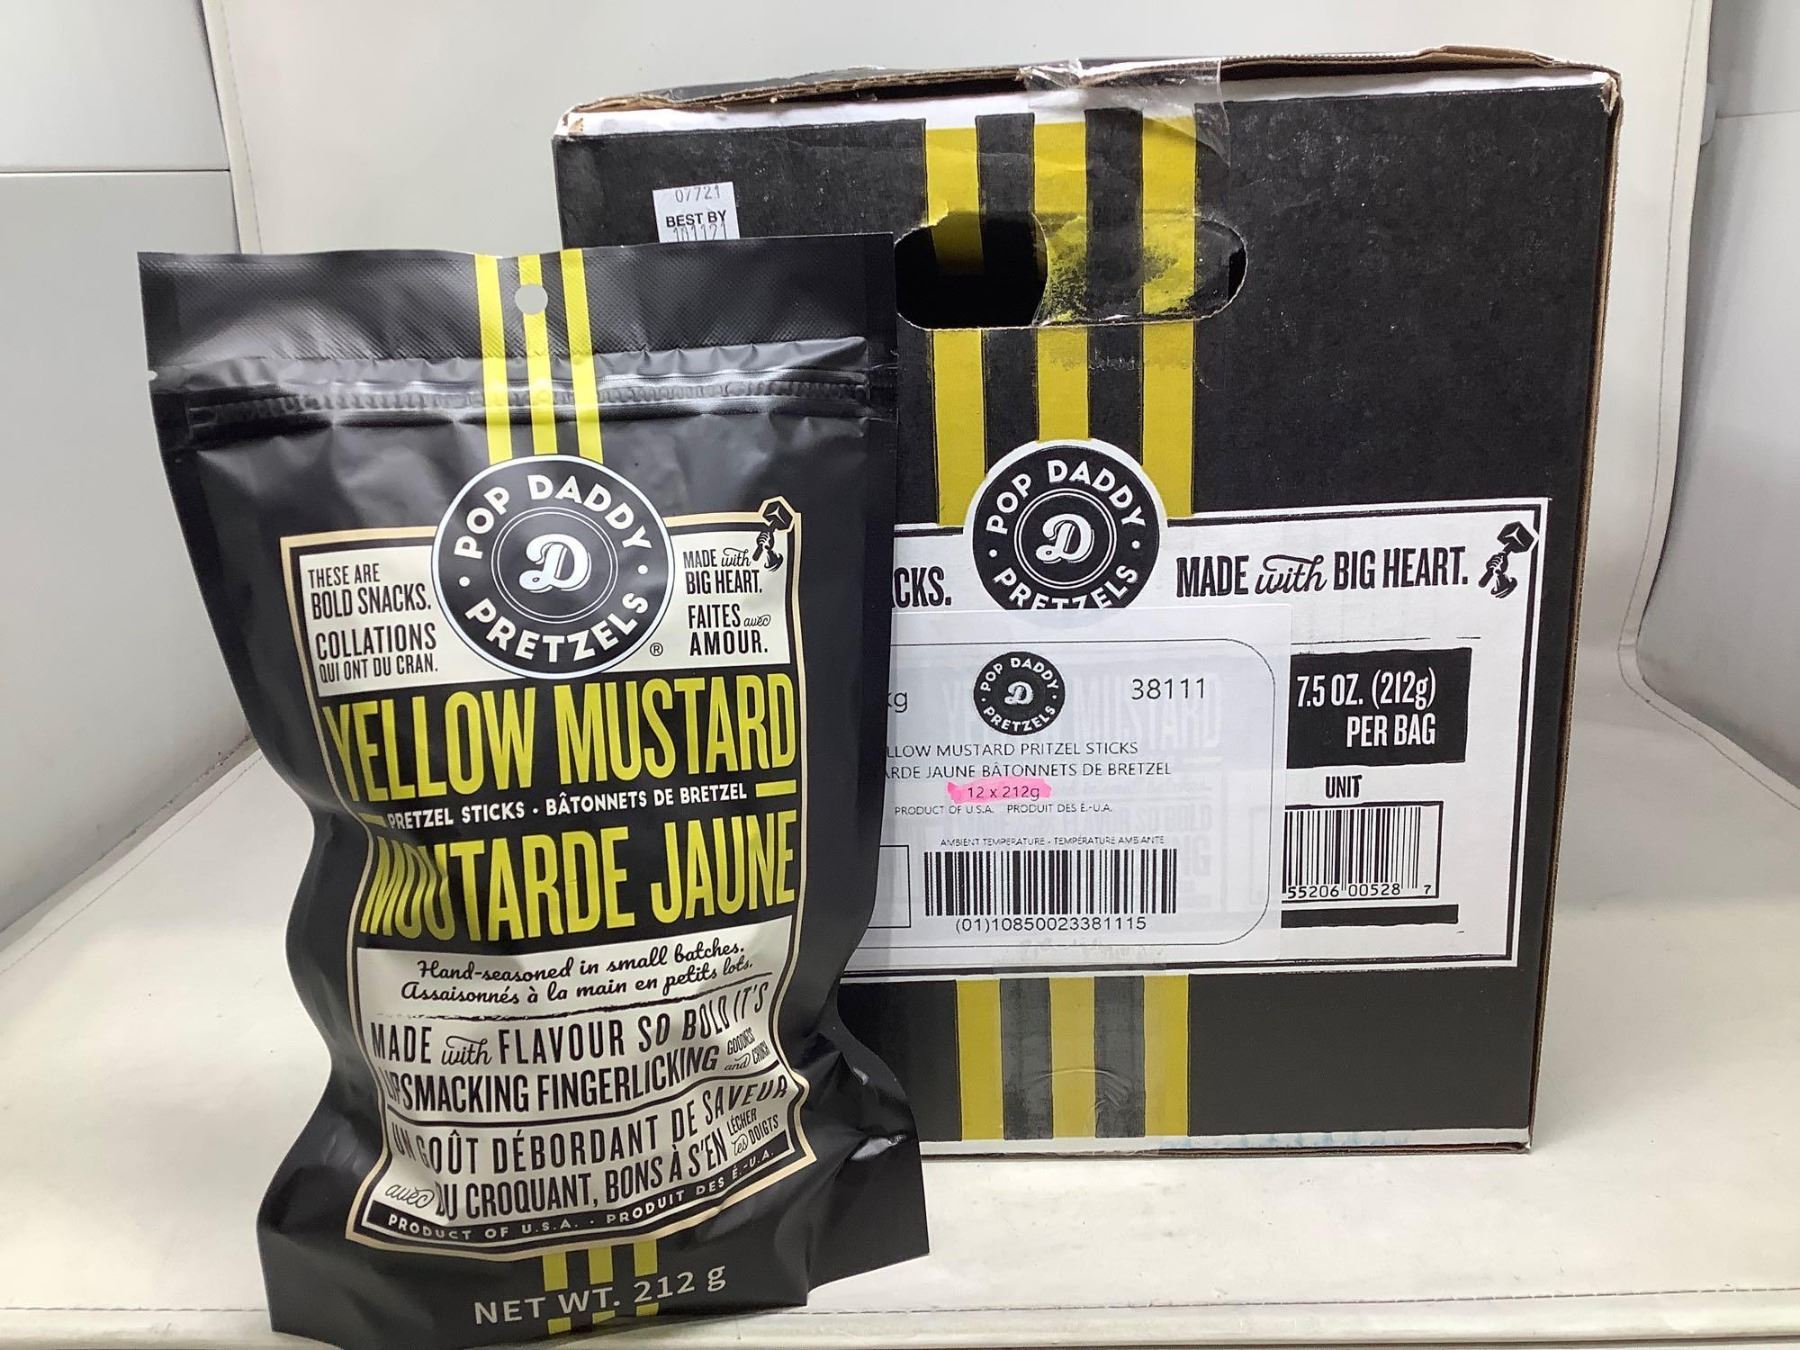 POP DADDY
D
PRETZELS
®
THESE ARE
BOLD SNACKS.
COLLATIONS
QUI ONT DU CRAN.
MADE with
BIG HEART.
FAITES avec
AMOUR.
YELLOW MUSTARD
PRETZEL STICKS · BÂTONNETS DE BRETZEL
MOUTARDE JAUNE
Hand-seasoned in small batches.
Assaisonnés à la main en petits lots.
MADE with FLAVOUR SO BOLD IT'S
LIPSMACKING FINGERLICKING GOODNESS and CRUNCH
UN GOÛT DÉBORDANT DE SAVEUR
avec DU CROQUANT, BONS À S'EN LÉCHER les DOIGTS
PRODUCT OF U.S.A. · PRODUIT DES É.-U.A.
NET WT. 212 g
07721
BEST BY
101121
POP DADDY
D
PRETZELS
CKS.
MADE with BIG HEART.
kg
POP DADDY
D
PRETZELS
38111
LLOW MUSTARD PRITZEL STICKS
ARDE JAUNE BÂTONNETS DE BRETZEL
12 x 212g
PRODUCT OF U.S.A. PRODUIT DES É.-U.A.
AMBIENT TEMPERATURE - TEMPÉRATURE AMBIANTE
(01)10850023381115
7.5 OZ. (212g)
PER BAG
UNIT
55206 00528 7